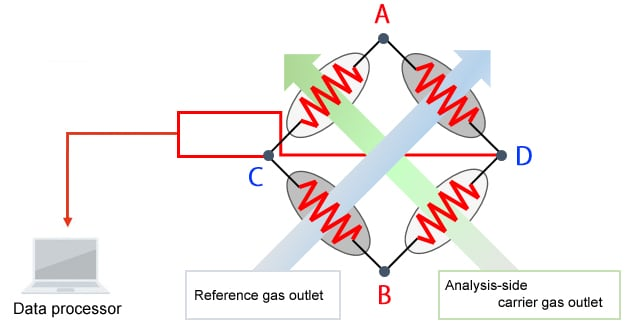 A
D
C
B
Reference gas outlet
Analysis-side
carrier gas outlet
Data processor